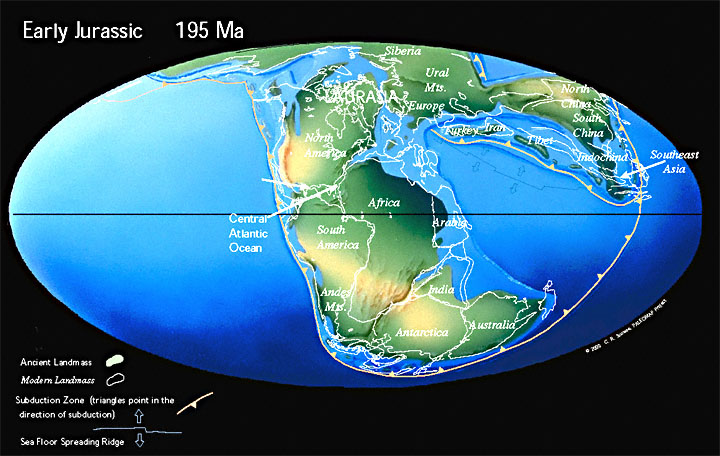 Early Jurassic 195 Ma
Siberia
Ural
Mts.
LAURASIA
Europe
North
China
South
China
Turkey
Iran
Tibet
Indochina
Southeast
Asia
North
America
Africa
Arabia
Central
Atlantic
Ocean
South
America
Andes
Mts.
India
Antarctica
Australia
© 2001 C. R. Scotese, PALEOMAP Project
Ancient Landmass
Modern Landmass
Subduction Zone (triangles point in the
direction of subduction)
Sea Floor Spreading Ridge